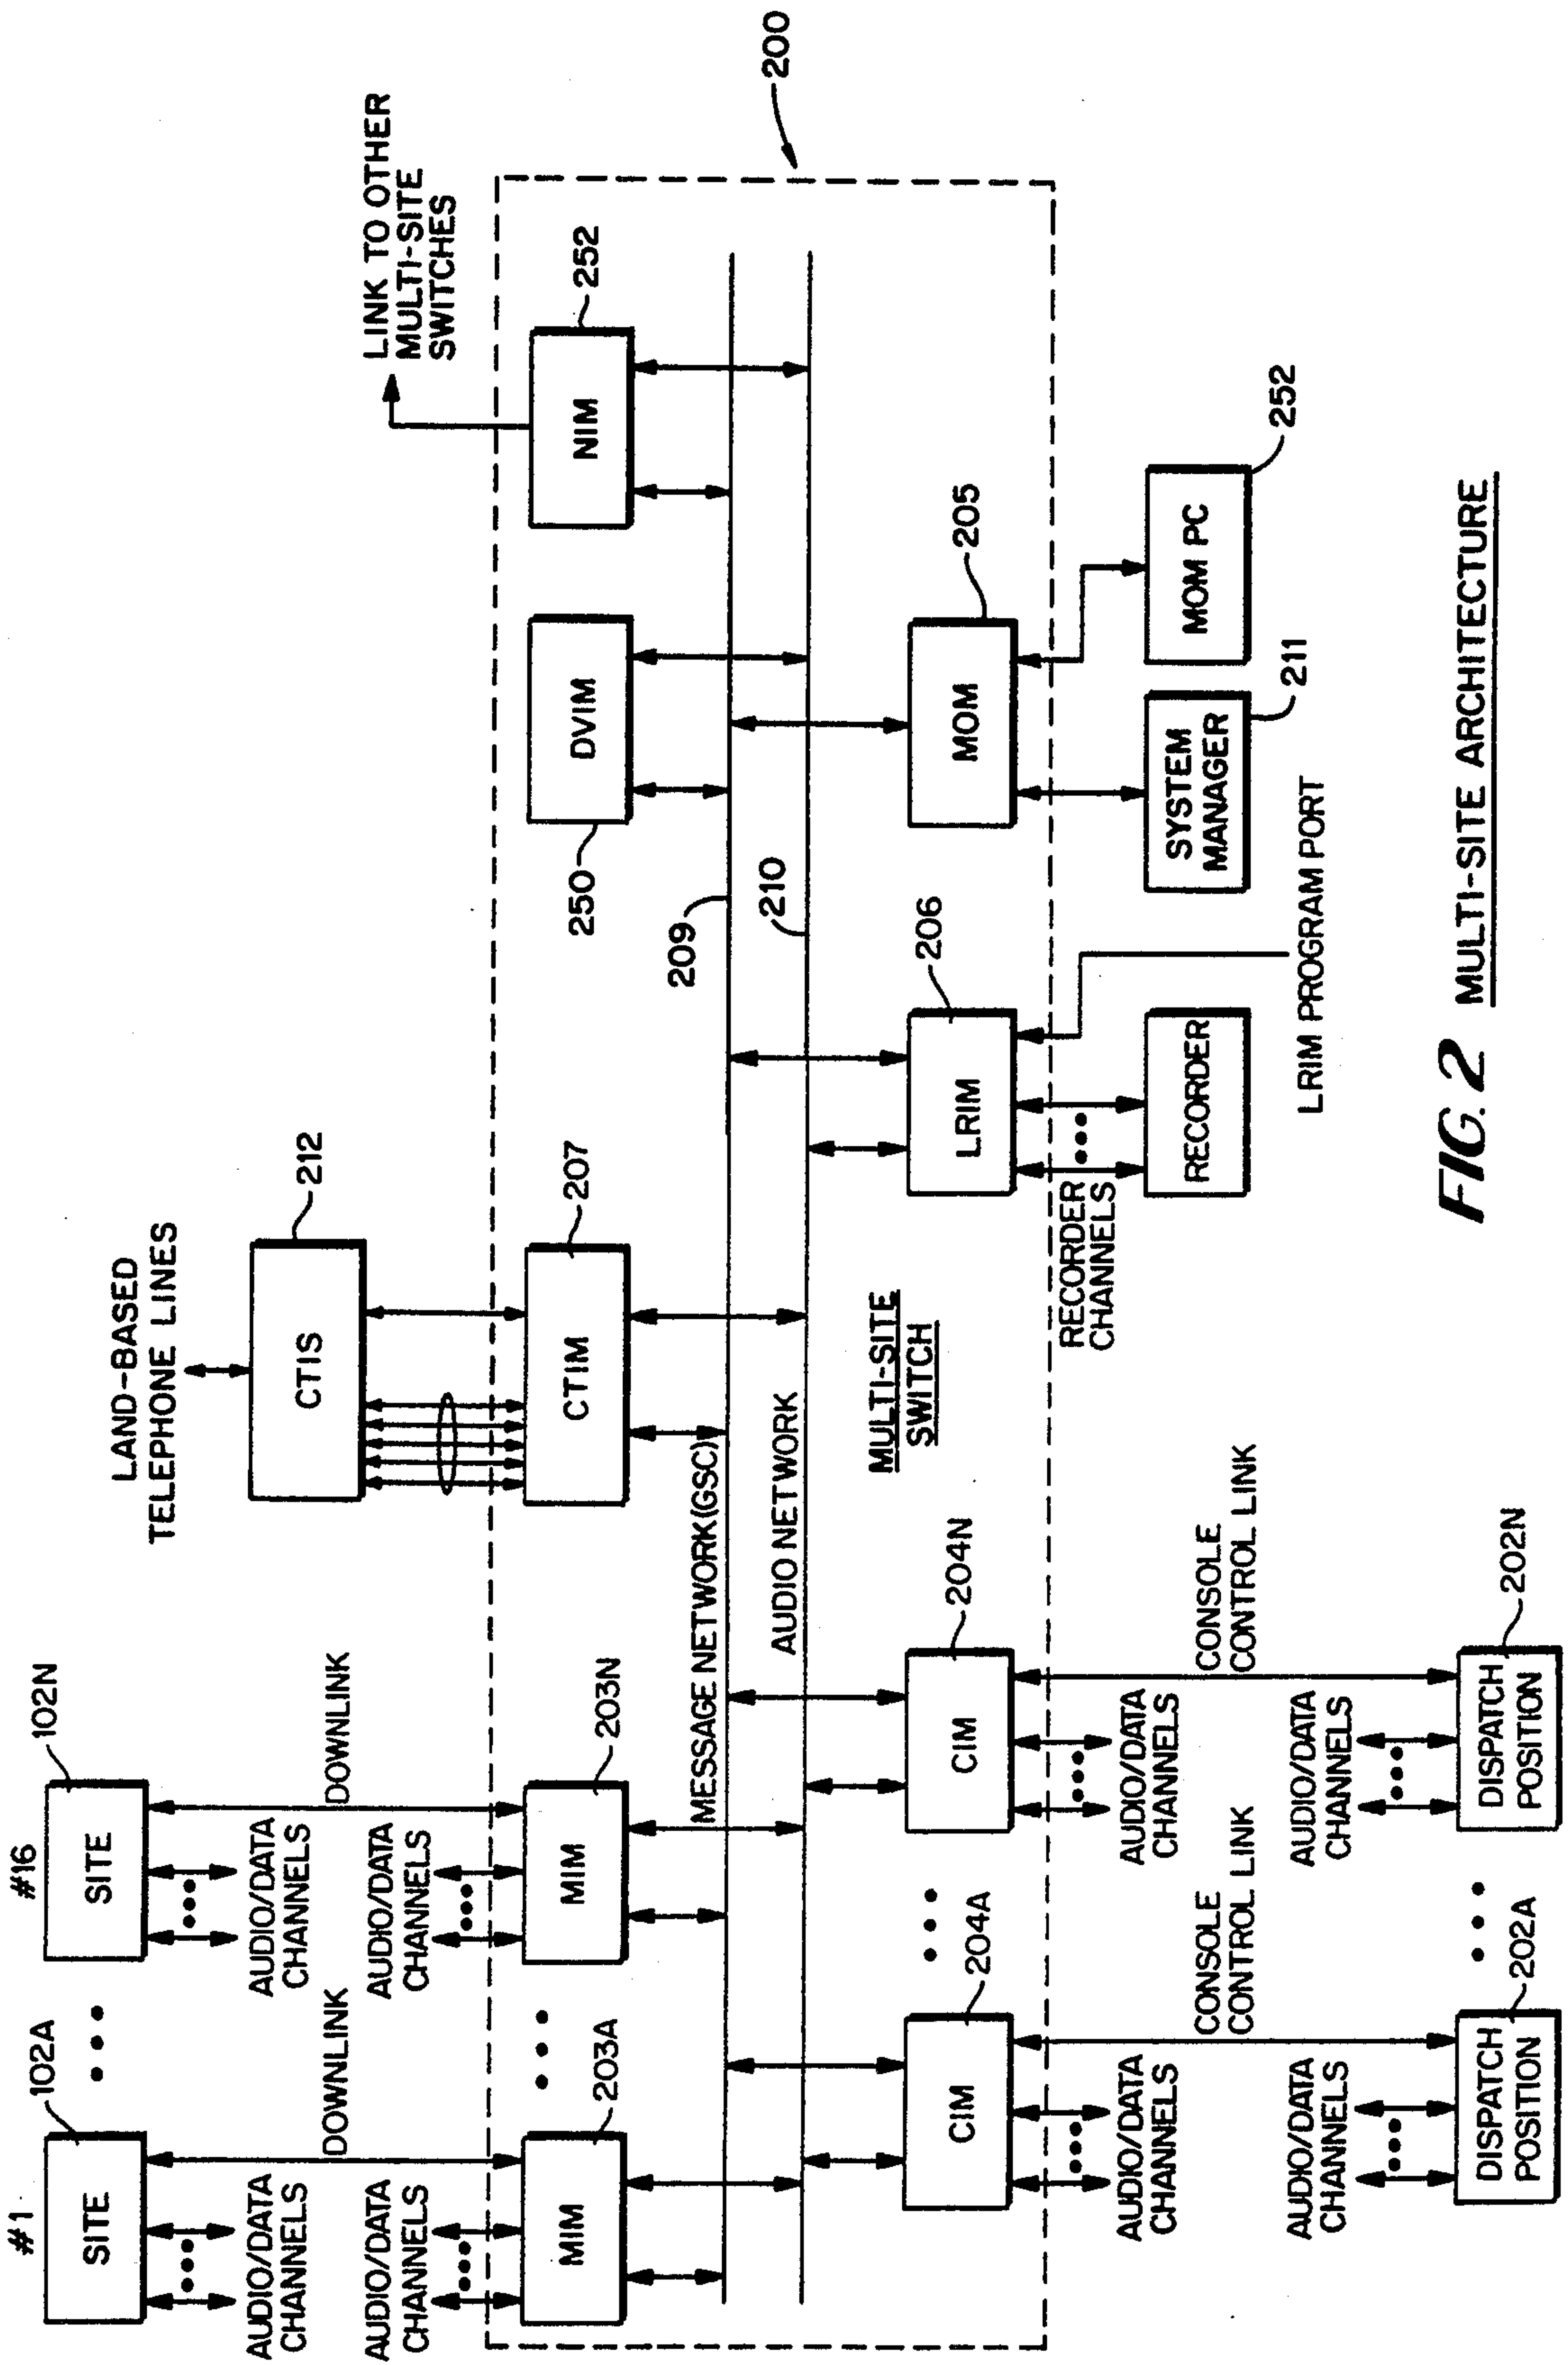 LAND-BASED
TELEPHONE LINES
LINK TO OTHER
MULTI-SITE
SWITCHES
#1
102A
SITE
#16
102N
SITE
212
CTIS
200
DOWNLINK
DOWNLINK
AUDIO/DATA
CHANNELS
AUDIO/DATA
CHANNELS
AUDIO/DATA
CHANNELS
AUDIO/DATA
CHANNELS
203A
MIM
203N
MIM
207
CTIM
250
DVIM
252
NIM
MESSAGE NETWORK (GSC)
209
AUDIO NETWORK
210
MULTI-SITE
SWITCH
204A
CIM
204N
CIM
206
LRIM
205
MOM
AUDIO/DATA
CHANNELS
AUDIO/DATA
CHANNELS
RECORDER
CHANNELS
CONSOLE
CONTROL LINK
CONSOLE
CONTROL LINK
RECORDER
SYSTEM
MANAGER
211
MOM PC
252
LRIM PROGRAM PORT
AUDIO/DATA
CHANNELS
AUDIO/DATA
CHANNELS
202A
DISPATCH
POSITION
202N
DISPATCH
POSITION
FIG. 2 MULTI-SITE ARCHITECTURE